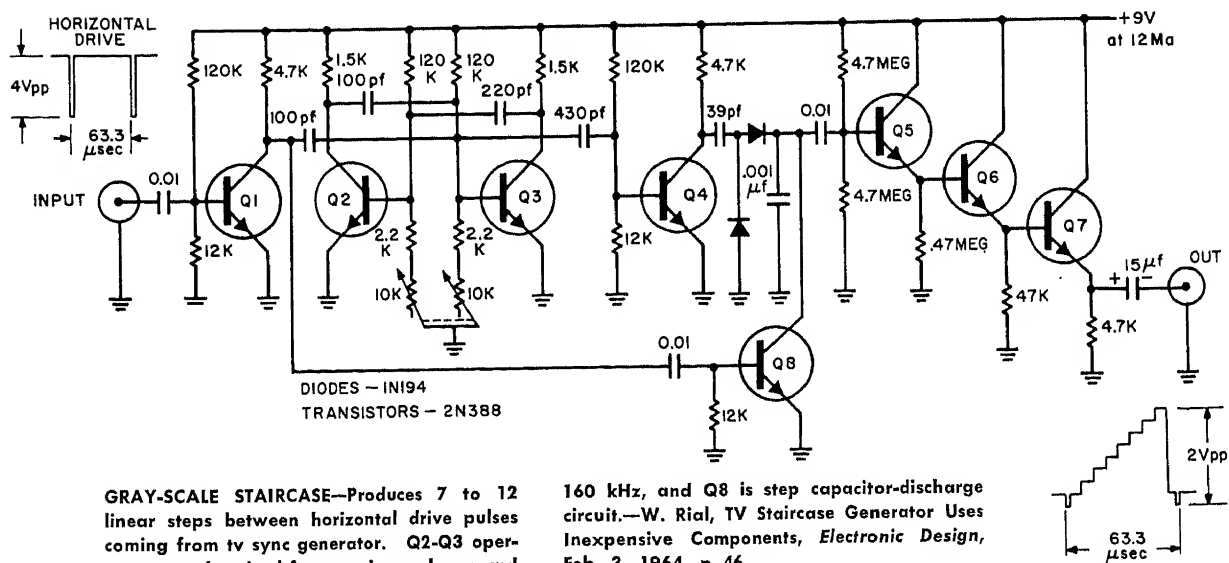 HORIZONTAL
DRIVE
4Vpp
63.3
μsec
+9V
at 12Ma
120K
4.7K
1.5K
100pf
120
K
120
K
1.5K
220pf
120K
4.7K
4.7MEG
100pf
430pf
39pf
0.01
.001
μf
INPUT
0.01
Q1
Q2
Q3
Q4
Q5
Q6
Q7
12K
2.2
K
2.2
K
10K
10K
12K
4.7MEG
.47MEG
47K
15μf
+ −
OUT
4.7K
0.01
Q8
12K
DIODES – IN194
TRANSISTORS – 2N388
2Vpp
63.3
μsec
GRAY-SCALE STAIRCASE—Produces 7 to 12
linear steps between horizontal drive pulses
coming from tv sync generator. Q2-Q3 oper-
160 kHz, and Q8 is step capacitor-discharge
circuit.—W. Rial, TV Staircase Generator Uses
Inexpensive Components, Electronic Design,